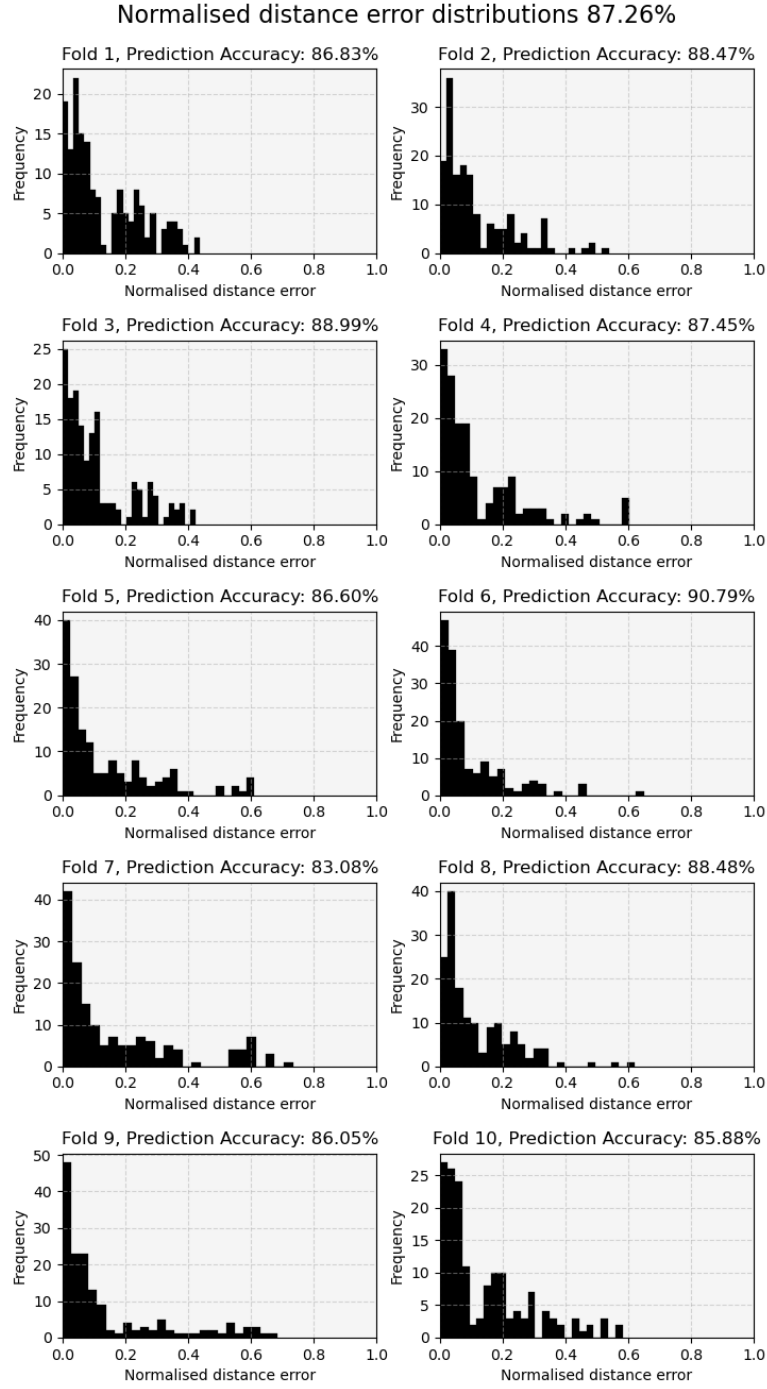 Normalised distance error distributions 87.26%
Fold 1, Prediction Accuracy: 86.83%
Frequency
20
15
10
5
0
0.0 0.2 0.4 0.6 0.8 1.0
Normalised distance error
Fold 2, Prediction Accuracy: 88.47%
Frequency
30
20
10
0
0.0 0.2 0.4 0.6 0.8 1.0
Normalised distance error
Fold 3, Prediction Accuracy: 88.99%
Frequency
25
20
15
10
5
0
0.0 0.2 0.4 0.6 0.8 1.0
Normalised distance error
Fold 4, Prediction Accuracy: 87.45%
Frequency
30
20
10
0
0.0 0.2 0.4 0.6 0.8 1.0
Normalised distance error
Fold 5, Prediction Accuracy: 86.60%
Frequency
40
30
20
10
0
0.0 0.2 0.4 0.6 0.8 1.0
Normalised distance error
Fold 6, Prediction Accuracy: 90.79%
Frequency
40
30
20
10
0
0.0 0.2 0.4 0.6 0.8 1.0
Normalised distance error
Fold 7, Prediction Accuracy: 83.08%
Frequency
40
30
20
10
0
0.0 0.2 0.4 0.6 0.8 1.0
Normalised distance error
Fold 8, Prediction Accuracy: 88.48%
Frequency
40
30
20
10
0
0.0 0.2 0.4 0.6 0.8 1.0
Normalised distance error
Fold 9, Prediction Accuracy: 86.05%
Frequency
50
40
30
20
10
0
0.0 0.2 0.4 0.6 0.8 1.0
Normalised distance error
Fold 10, Prediction Accuracy: 85.88%
Frequency
25
20
15
10
5
0
0.0 0.2 0.4 0.6 0.8 1.0
Normalised distance error